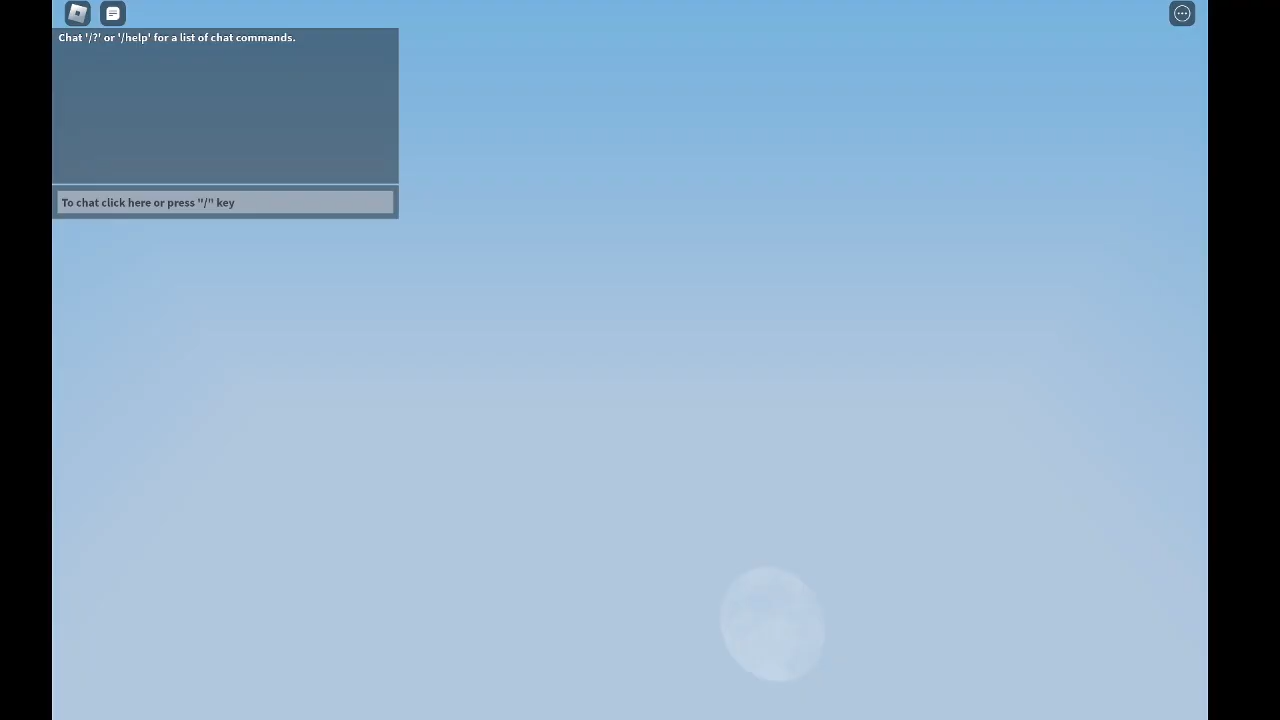 Chat '/?' or '/help' for a list of chat commands.
To chat click here or press "/" key